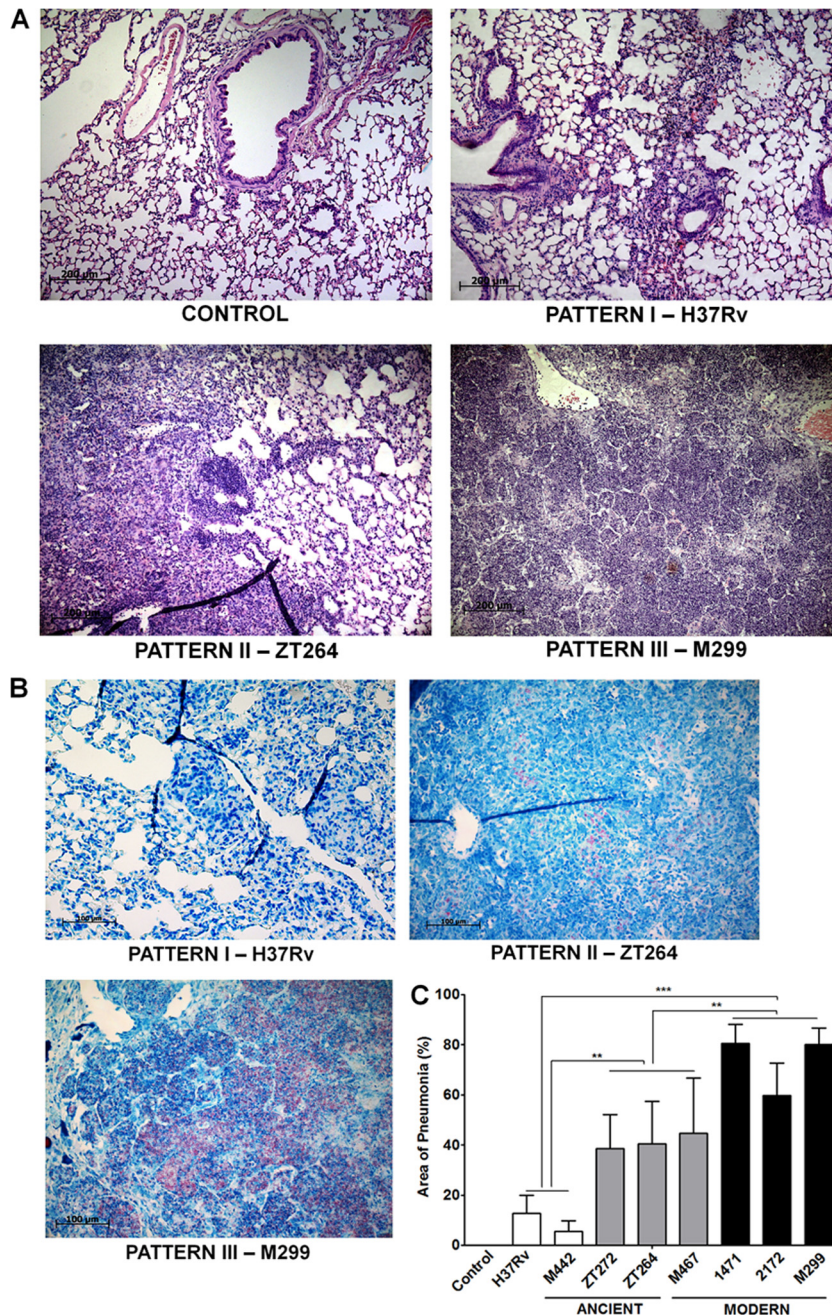 A
200 µm
200 µm
CONTROL
PATTERN I – H37Rv
200 µm
200 µm
PATTERN II – ZT264
PATTERN III – M299
B
100 µm
100 µm
PATTERN I – H37Rv
PATTERN II – ZT264
100 µm
PATTERN III – M299
C
Area of Pneumonia (%)
100
80
60
40
20
0
***
**
**
Control
H37Rv
M442
ZT272
ZT264
M467
1471
2172
M299
ANCIENT
MODERN